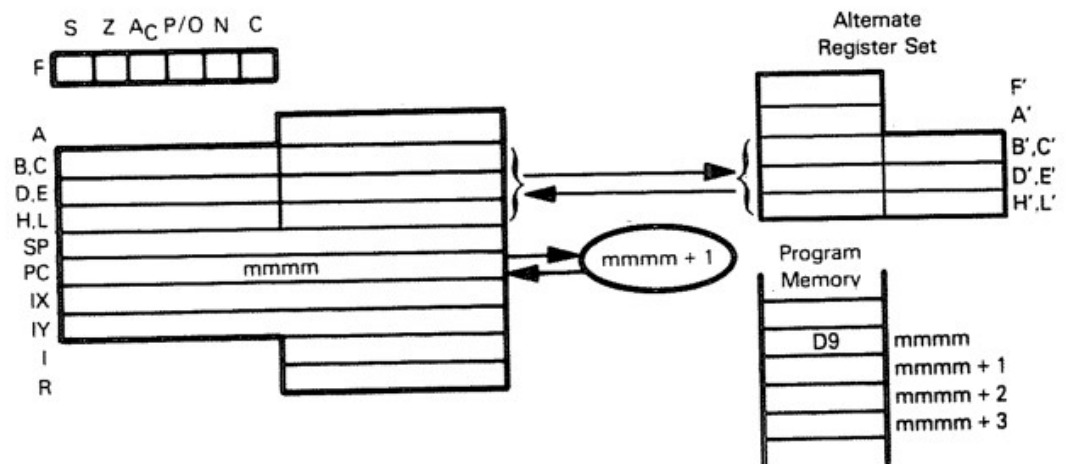 S Z AC P/O N C
F
A
B,C
D,E
H,L
SP
PC mmmm
IX
IY
I
R
mmmm + 1
Alternate
Register Set
F′
A′
B′,C′
D′,E′
H′,L′
Program
Memory
D9 mmmm
mmmm + 1
mmmm + 2
mmmm + 3